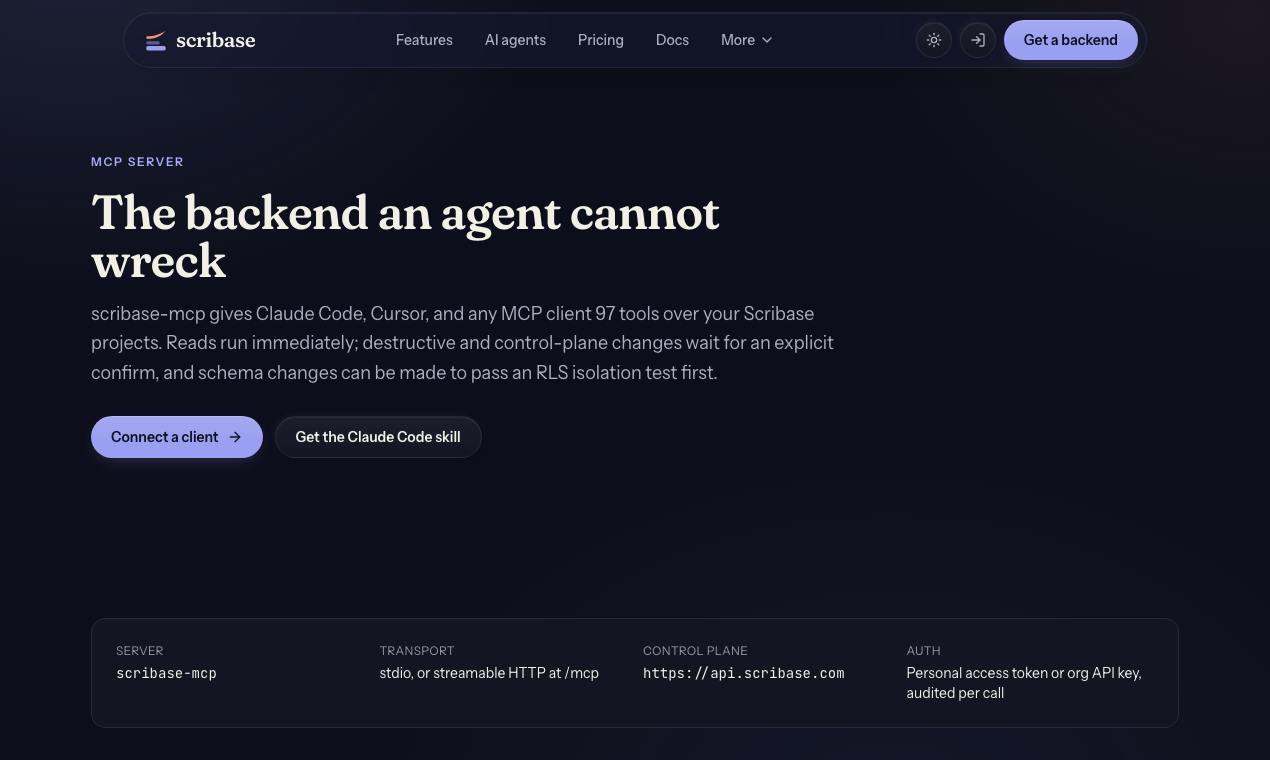 scribase
Features
AI agents
Pricing
Docs
More
Get a backend
MCP SERVER
The backend an agent cannot
wreck
scribase-mcp gives Claude Code, Cursor, and any MCP client 97 tools over your Scribase
projects. Reads run immediately; destructive and control-plane changes wait for an explicit
confirm, and schema changes can be made to pass an RLS isolation test first.
Connect a client
Get the Claude Code skill
SERVER
scribase-mcp
TRANSPORT
stdio, or streamable HTTP at /mcp
CONTROL PLANE
https://api.scribase.com
AUTH
Personal access token or org API key,
audited per call